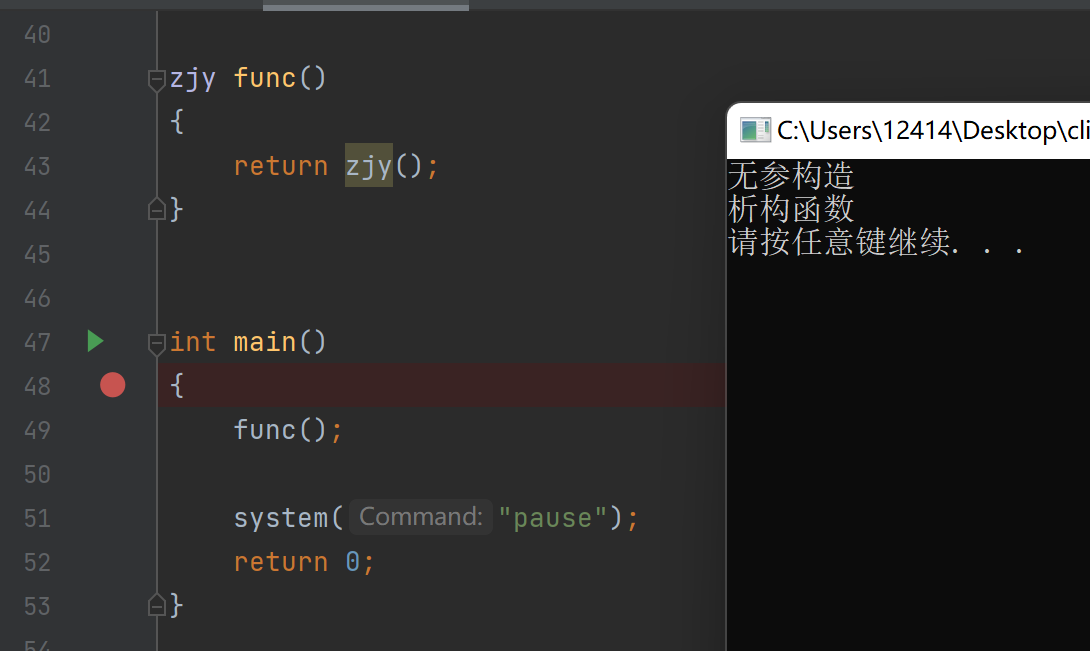 40
41 zjy func()
42 {
43 return zjy();
44 }
45
46
47 int main()
48 {
49 func();
50
51 system( Command: "pause");
52 return 0;
53 }
54
C:\Users\12414\Desktop\cli
无参构造
析构函数
请按任意键继续. . .